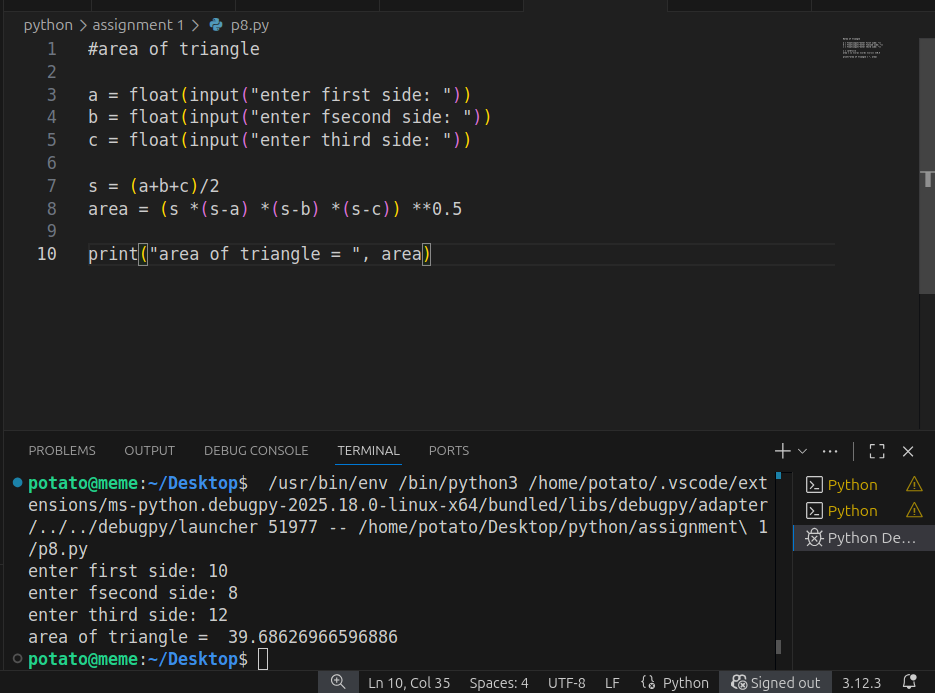 python > assignment 1 > p8.py
1 #area of triangle
2
3 a = float(input("enter first side: "))
4 b = float(input("enter fsecond side: "))
5 c = float(input("enter third side: "))
6
7 s = (a+b+c)/2
8 area = (s *(s-a) *(s-b) *(s-c)) **0.5
9
10 print("area of triangle = ", area)
PROBLEMS OUTPUT DEBUG CONSOLE TERMINAL PORTS
potato@meme:~/Desktop$  /usr/bin/env /bin/python3 /home/potato/.vscode/ext
ensions/ms-python.debugpy-2025.18.0-linux-x64/bundled/libs/debugpy/adapter
/../../debugpy/launcher 51977 -- /home/potato/Desktop/python/assignment\ 1
/p8.py
enter first side: 10
enter fsecond side: 8
enter third side: 12
area of triangle =  39.68626966596886
potato@meme:~/Desktop$
Python
Python
Python De...
Ln 10, Col 35 Spaces: 4 UTF-8 LF Python Signed out 3.12.3